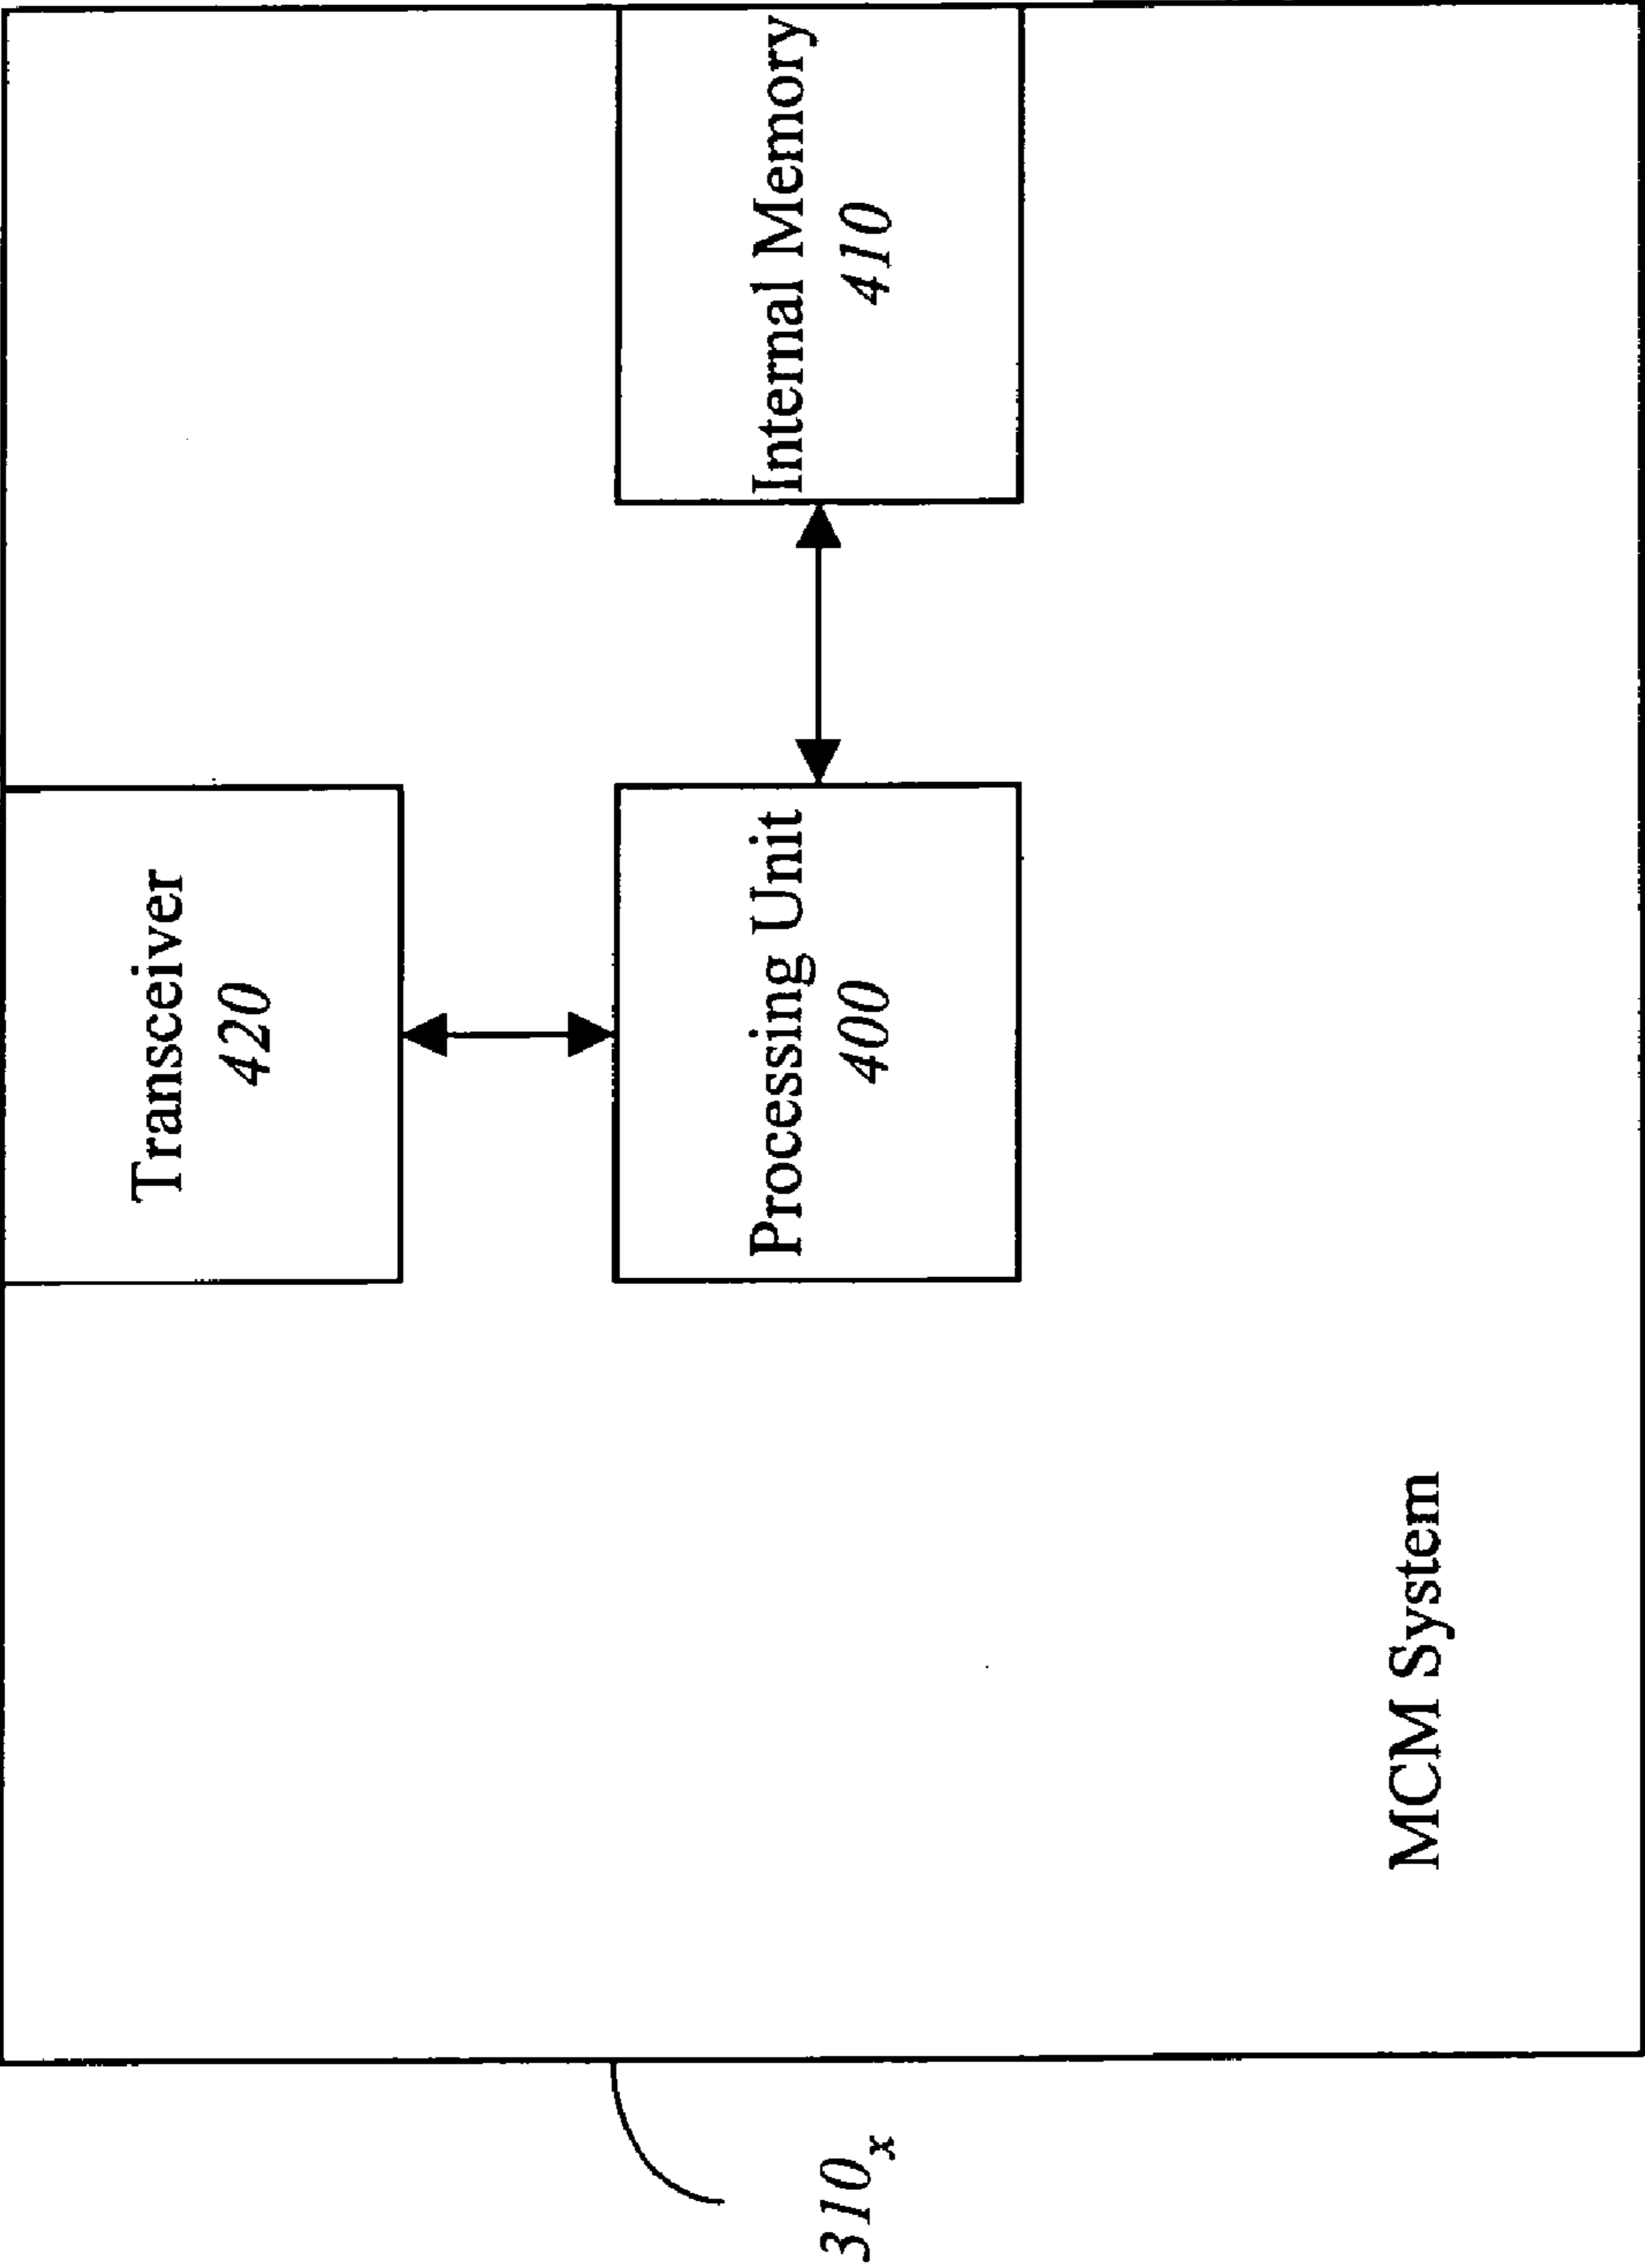 Transceiver
420
Processing Unit
400
Internal Memory
410
MCM System
310x